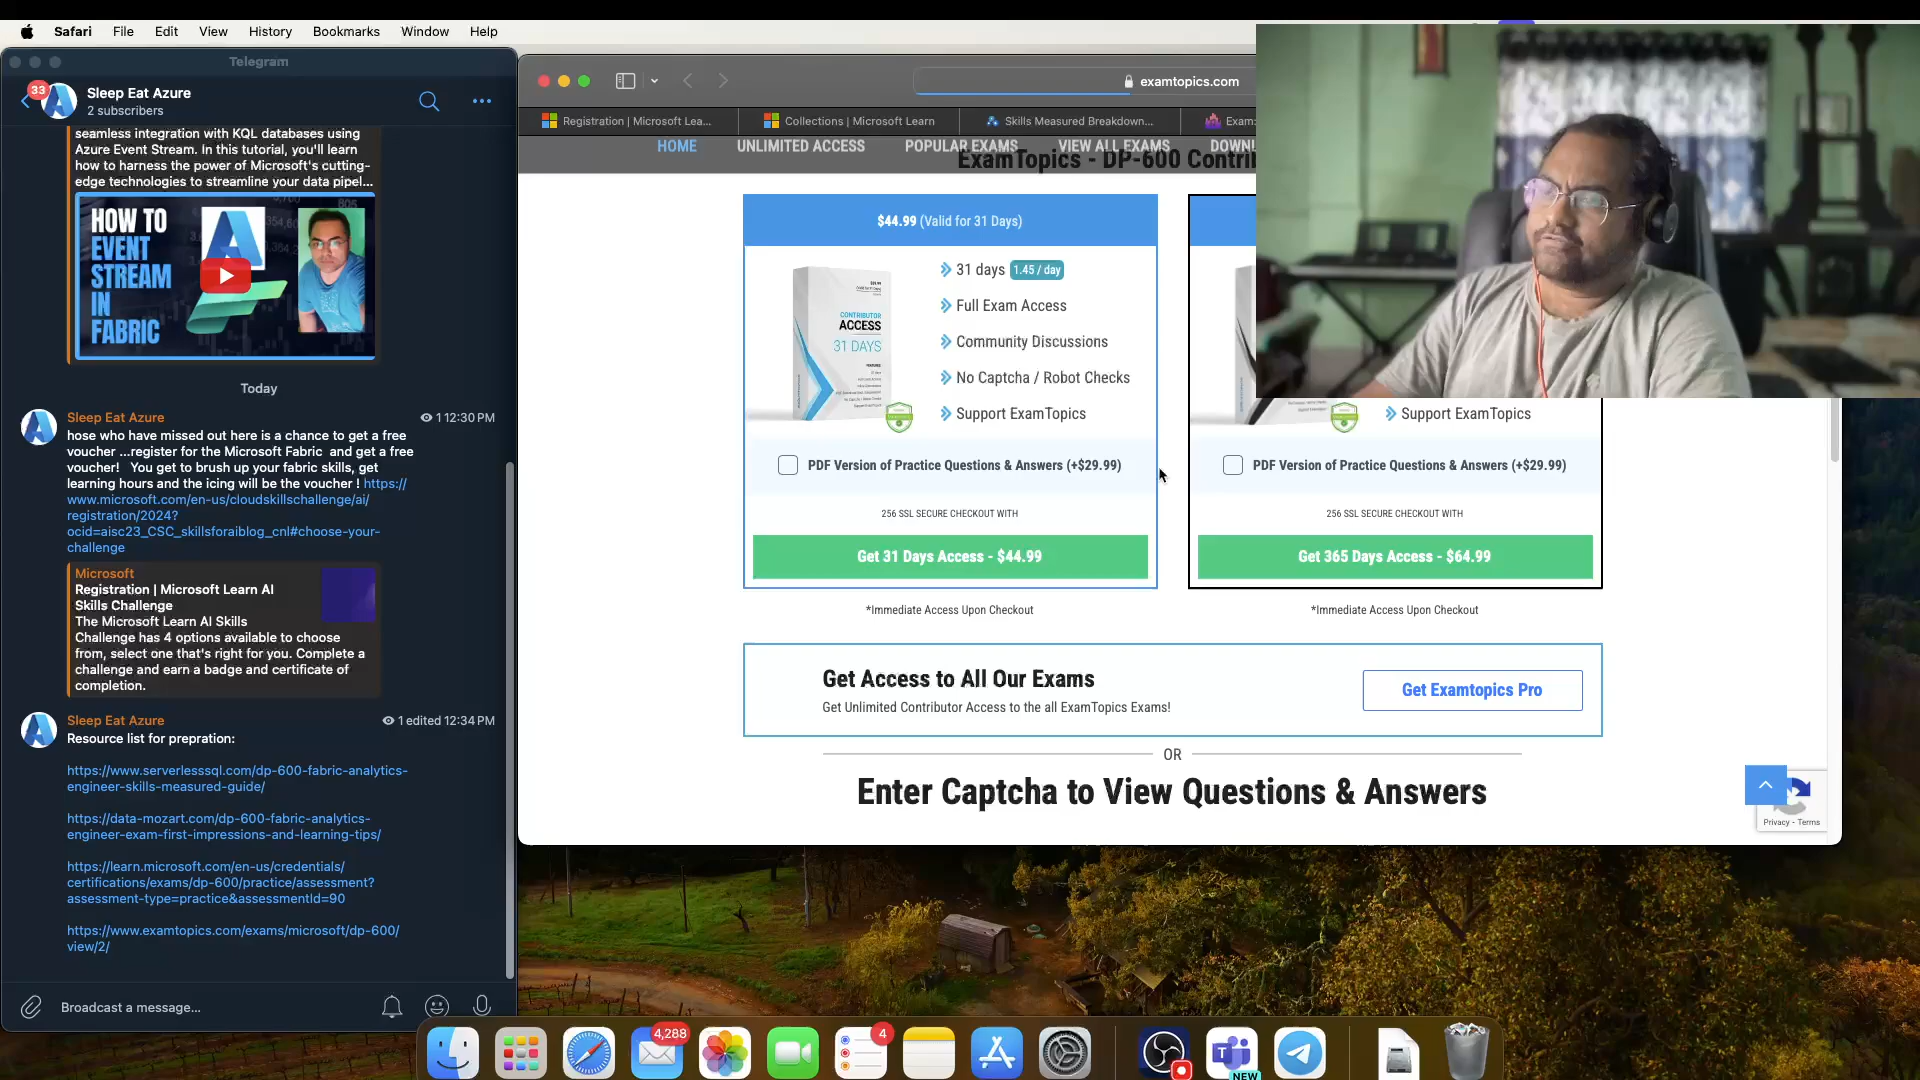 Safari File Edit View History Bookmarks Window Help
Telegram
33
Sleep Eat Azure
2 subscribers
seamless integration with KQL databases using
Azure Event Stream. In this tutorial, you'll learn
how to harness the power of Microsoft's cutting-
edge technologies to streamline your data pipel...
HOW TO
EVENT
STREAM
IN
FABRIC
Today
Sleep Eat Azure 1 12:30 PM
hose who have missed out here is a chance to get a free
voucher ...register for the Microsoft Fabric and get a free
voucher! You get to brush up your fabric skills, get
learning hours and the icing will be the voucher ! https://
www.microsoft.com/en-us/cloudskillschallenge/ai/
registration/2024?
ocid=aisc23_CSC_skillsforaiblog_cnl#choose-your-
challenge
Microsoft
Registration | Microsoft Learn AI
Skills Challenge
The Microsoft Learn AI Skills
Challenge has 4 options available to choose
from, select one that's right for you. Complete a
challenge and earn a badge and certificate of
completion.
Sleep Eat Azure 1 edited 12:34 PM
Resource list for prepration:
https://www.serverlesssql.com/dp-600-fabric-analytics-
engineer-skills-measured-guide/
https://data-mozart.com/dp-600-fabric-analytics-
engineer-exam-first-impressions-and-learning-tips/
https://learn.microsoft.com/en-us/credentials/
certifications/exams/dp-600/practice/assessment?
assessment-type=practice&assessmentId=90
https://www.examtopics.com/exams/microsoft/dp-600/
view/2/
Broadcast a message...
examtopics.com
Registration | Microsoft Lea... Collections | Microsoft Learn Skills Measured Breakdown... Exam:
HOME UNLIMITED ACCESS POPULAR EXAMS VIEW ALL EXAMS DOWNL
ExamTopics - DP-600 Contri
$44.99 (Valid for 31 Days)
CONTRIBUTOR
ACCESS
31 DAYS
31 days 1.45 / day
Full Exam Access
Community Discussions
No Captcha / Robot Checks
Support ExamTopics
PDF Version of Practice Questions & Answers (+$29.99)
256 SSL SECURE CHECKOUT WITH
Get 31 Days Access - $44.99
*Immediate Access Upon Checkout
Support ExamTopics
PDF Version of Practice Questions & Answers (+$29.99)
256 SSL SECURE CHECKOUT WITH
Get 365 Days Access - $64.99
*Immediate Access Upon Checkout
Get Access to All Our Exams
Get Unlimited Contributor Access to the all ExamTopics Exams!
Get Examtopics Pro
OR
Enter Captcha to View Questions & Answers
Privacy - Terms
4,288
4
NEW